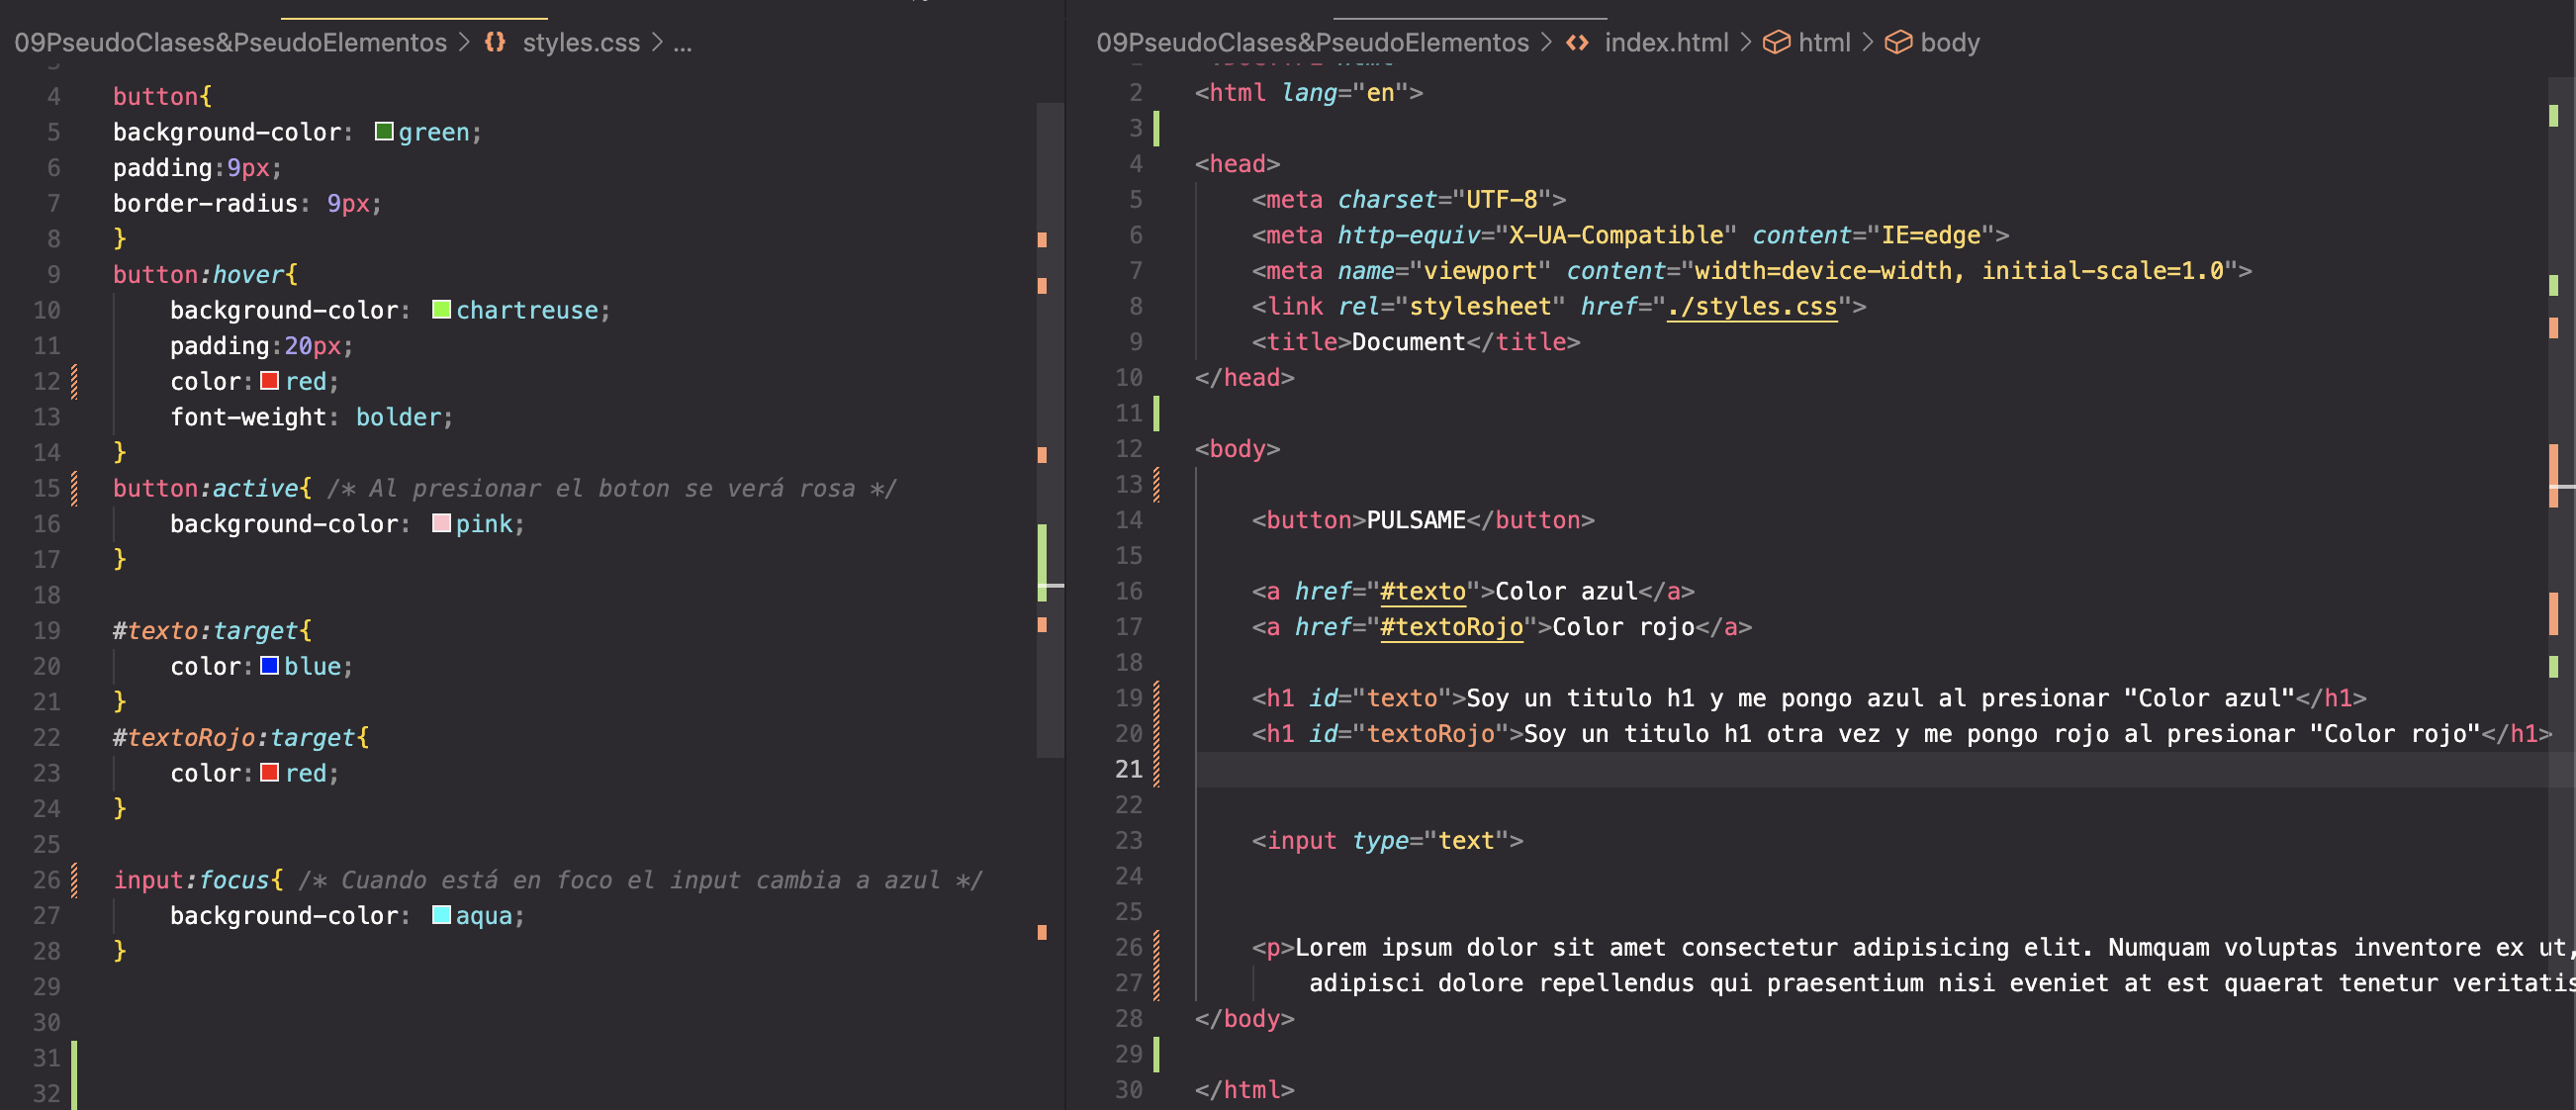 09PseudoClases&PseudoElementos > {} styles.css > ...
4 button{
5 background-color: green;
6 padding:9px;
7 border-radius: 9px;
8 }
9 button:hover{
10 background-color: chartreuse;
11 padding:20px;
12 color:red;
13 font-weight: bolder;
14 }
15 button:active{ /* Al presionar el boton se verá rosa */
16 background-color: pink;
17 }
18
19 #texto:target{
20 color:blue;
21 }
22 #textoRojo:target{
23 color:red;
24 }
25
26 input:focus{ /* Cuando está en foco el input cambia a azul */
27 background-color: aqua;
28 }
29
30
31
32
09PseudoClases&PseudoElementos > <> index.html > html > body
2 <html lang="en">
3
4 <head>
5 <meta charset="UTF-8">
6 <meta http-equiv="X-UA-Compatible" content="IE=edge">
7 <meta name="viewport" content="width=device-width, initial-scale=1.0">
8 <link rel="stylesheet" href="./styles.css">
9 <title>Document</title>
10 </head>
11
12 <body>
13
14 <button>PULSAME</button>
15
16 <a href="#texto">Color azul</a>
17 <a href="#textoRojo">Color rojo</a>
18
19 <h1 id="texto">Soy un titulo h1 y me pongo azul al presionar "Color azul"</h1>
20 <h1 id="textoRojo">Soy un titulo h1 otra vez y me pongo rojo al presionar "Color rojo"</h1>
21
22
23 <input type="text">
24
25
26 <p>Lorem ipsum dolor sit amet consectetur adipisicing elit. Numquam voluptas inventore ex ut,
27 adipisci dolore repellendus qui praesentium nisi eveniet at est quaerat tenetur veritatis
28 </body>
29
30 </html>